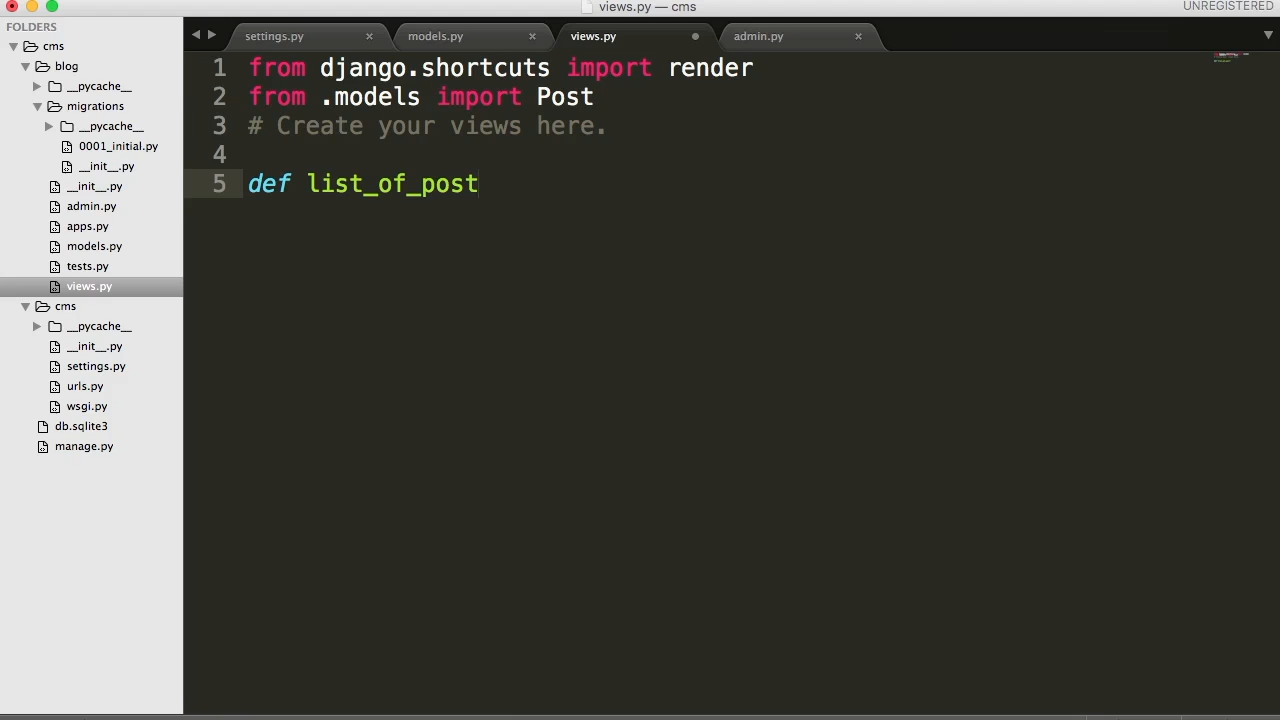 views.py — cms
UNREGISTERED
FOLDERS
cms
blog
__pycache__
migrations
__pycache__
0001_initial.py
__init__.py
__init__.py
admin.py
apps.py
models.py
tests.py
views.py
cms
__pycache__
__init__.py
settings.py
urls.py
wsgi.py
db.sqlite3
manage.py
settings.py
models.py
views.py
admin.py
1 from django.shortcuts import render
2 from .models import Post
3 # Create your views here.
4
5 def list_of_post